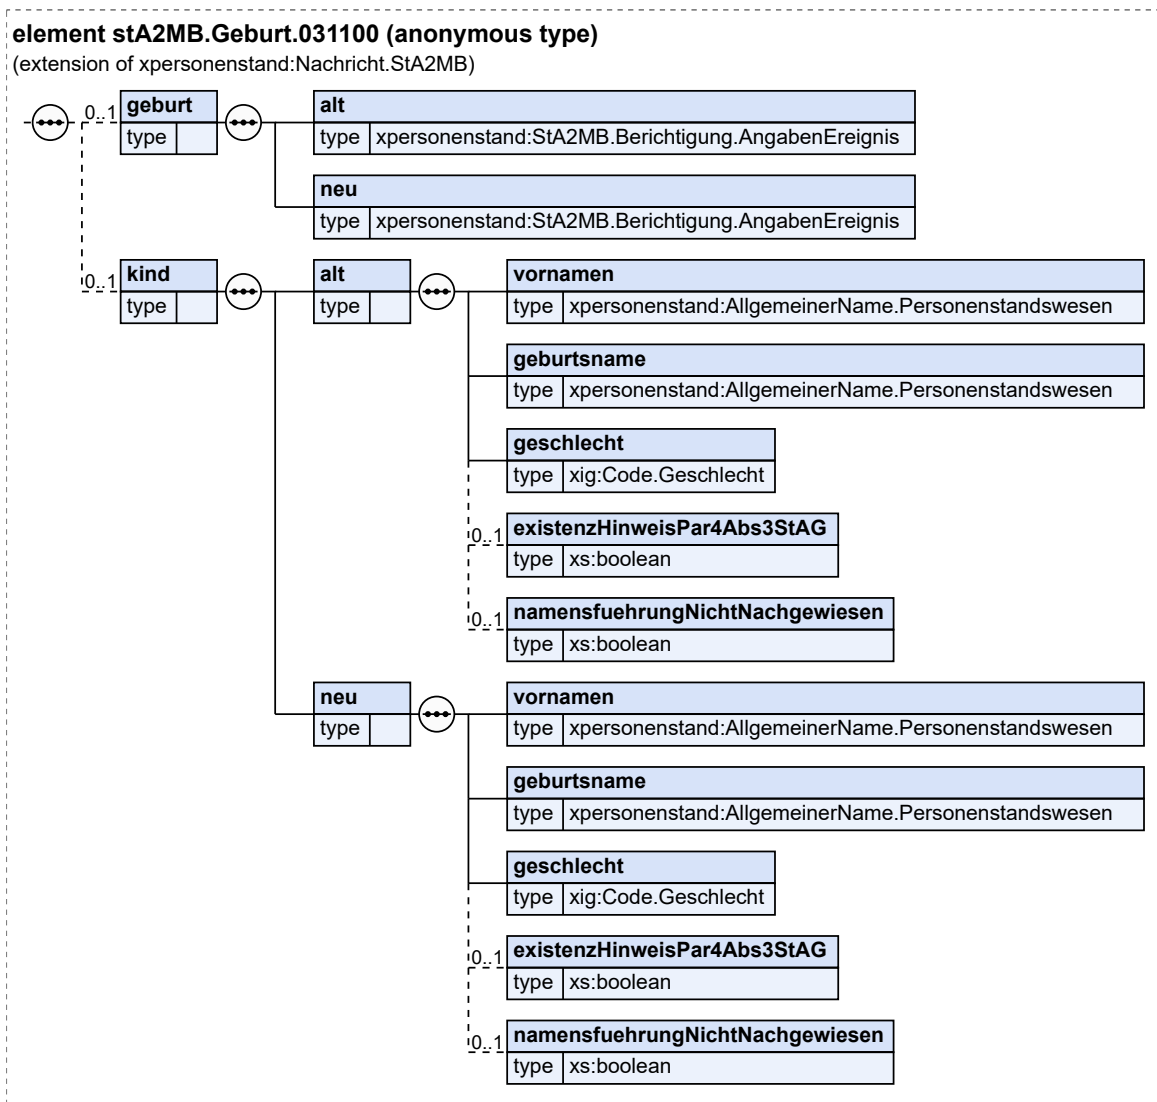 element stA2MB.Geburt.031100 (anonymous type)
(extension of xpersonenstand:Nachricht.StA2MB)
0..1
geburt
type
alt
type xpersonenstand:StA2MB.Berichtigung.AngabenEreignis
neu
type xpersonenstand:StA2MB.Berichtigung.AngabenEreignis
0..1
kind
type
alt
type
vornamen
type xpersonenstand:AllgemeinerName.Personenstandswesen
geburtsname
type xpersonenstand:AllgemeinerName.Personenstandswesen
geschlecht
type xig:Code.Geschlecht
0..1
existenzHinweisPar4Abs3StAG
type xs:boolean
0..1
namensfuehrungNichtNachgewiesen
type xs:boolean
neu
type
vornamen
type xpersonenstand:AllgemeinerName.Personenstandswesen
geburtsname
type xpersonenstand:AllgemeinerName.Personenstandswesen
geschlecht
type xig:Code.Geschlecht
0..1
existenzHinweisPar4Abs3StAG
type xs:boolean
0..1
namensfuehrungNichtNachgewiesen
type xs:boolean